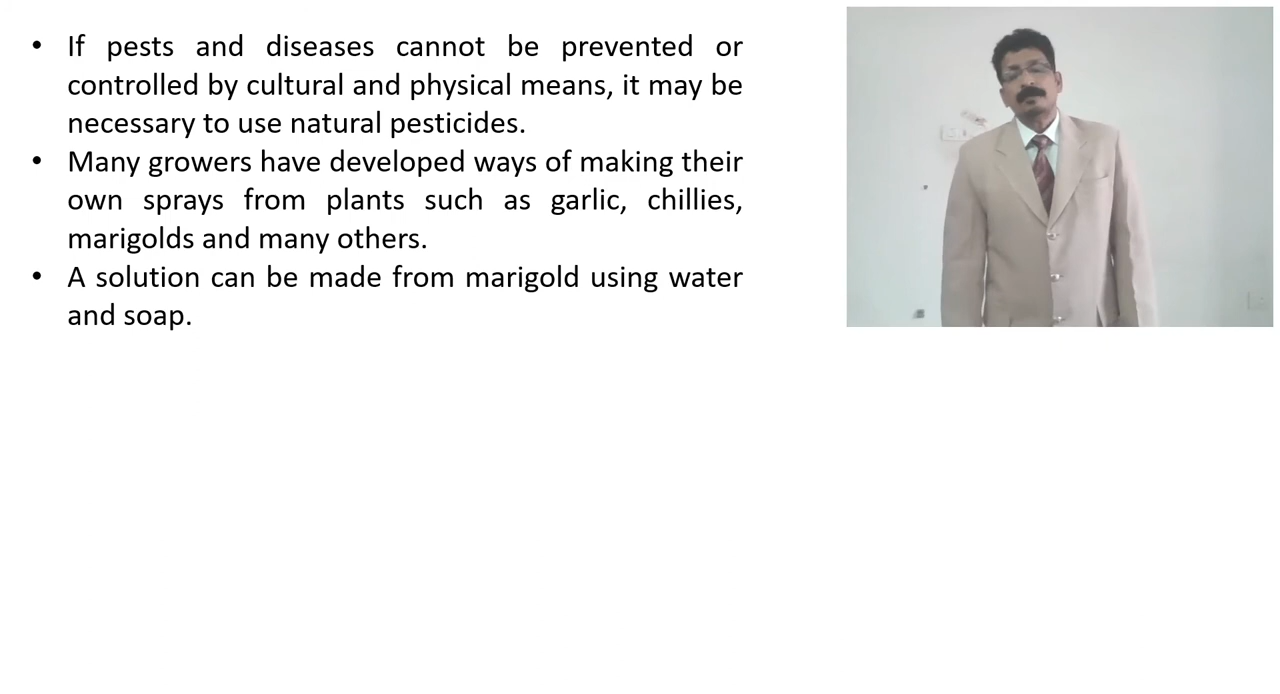 • If pests and diseases cannot be prevented or
controlled by cultural and physical means, it may be
necessary to use natural pesticides.
• Many growers have developed ways of making their
own sprays from plants such as garlic, chillies,
marigolds and many others.
• A solution can be made from marigold using water
and soap.